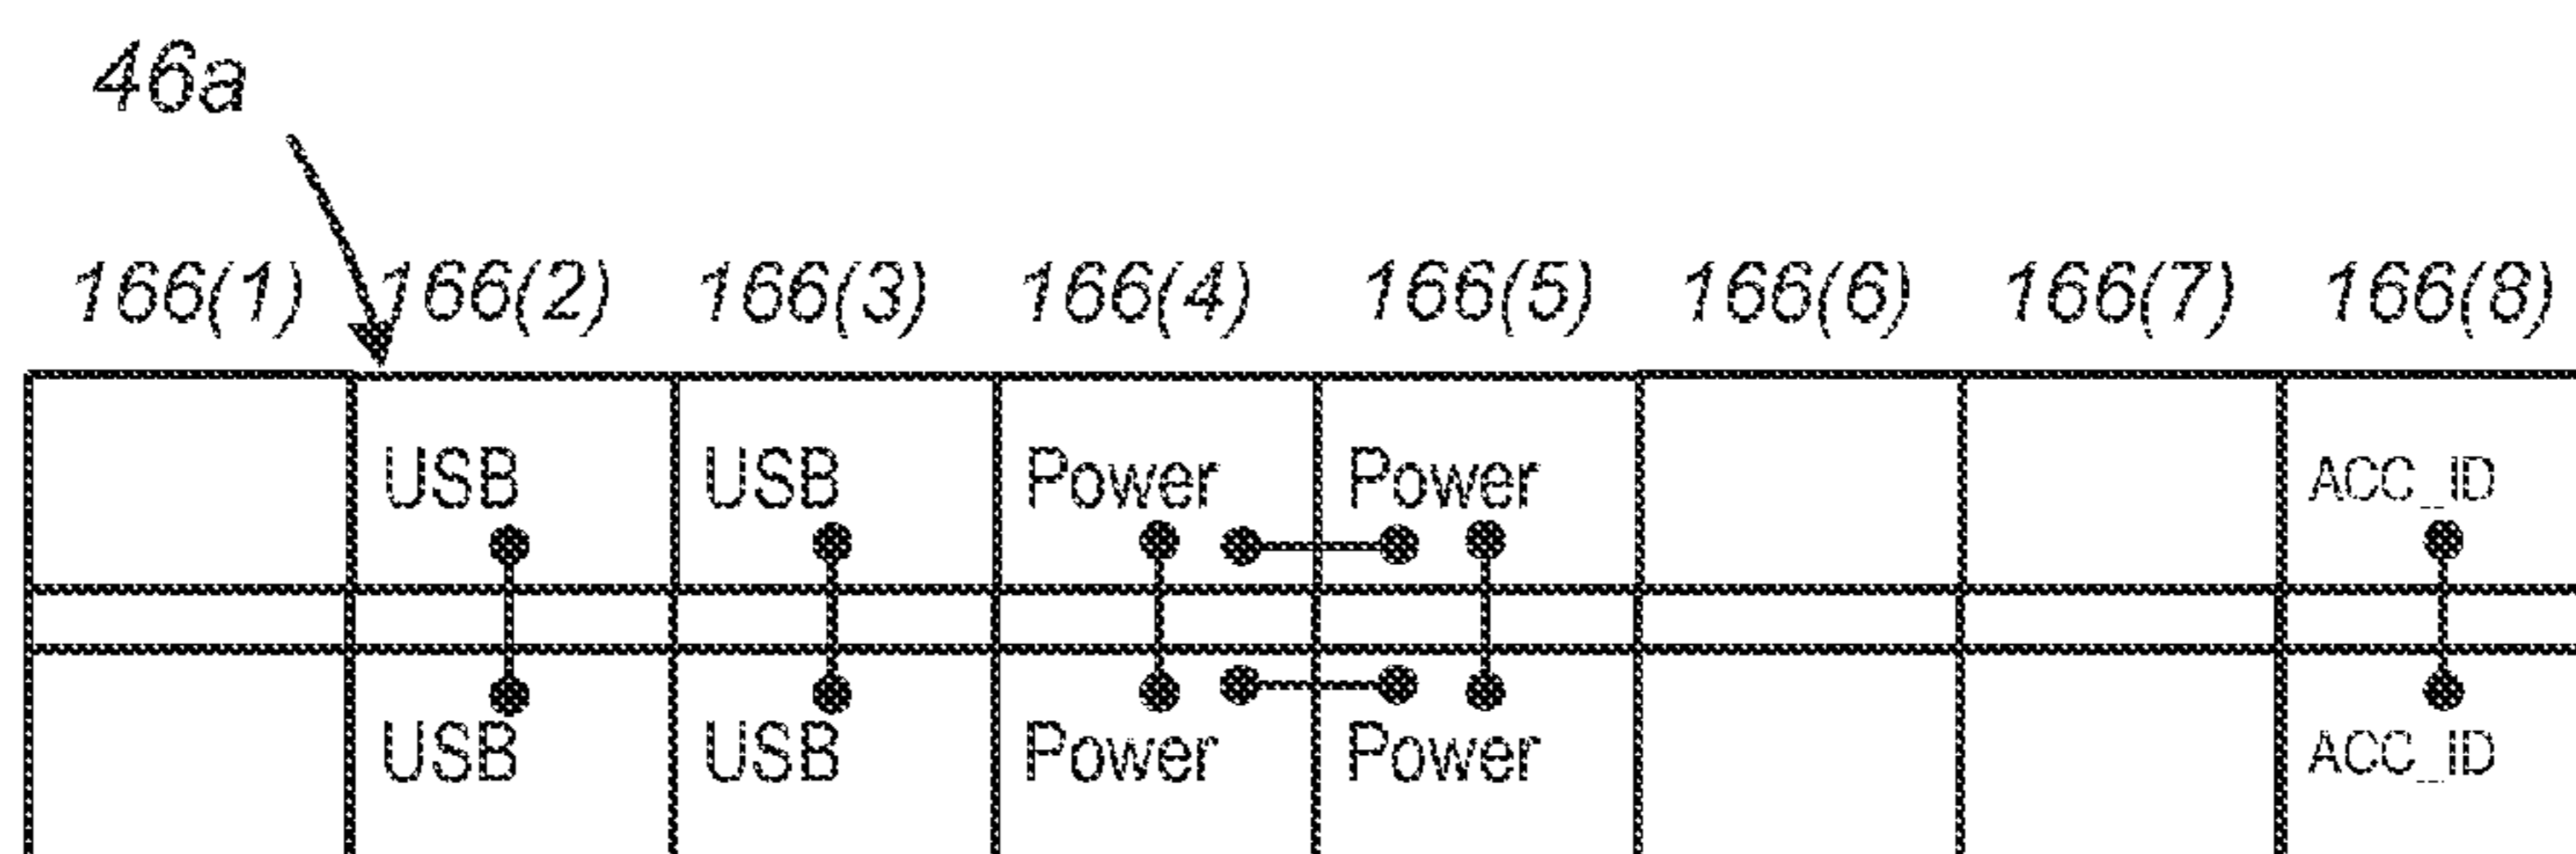 46a
166(1) 166(2) 166(3) 166(4) 166(5) 166(6) 166(7) 166(8)
USB USB Power Power ACC_ID
USB USB Power Power ACC_ID